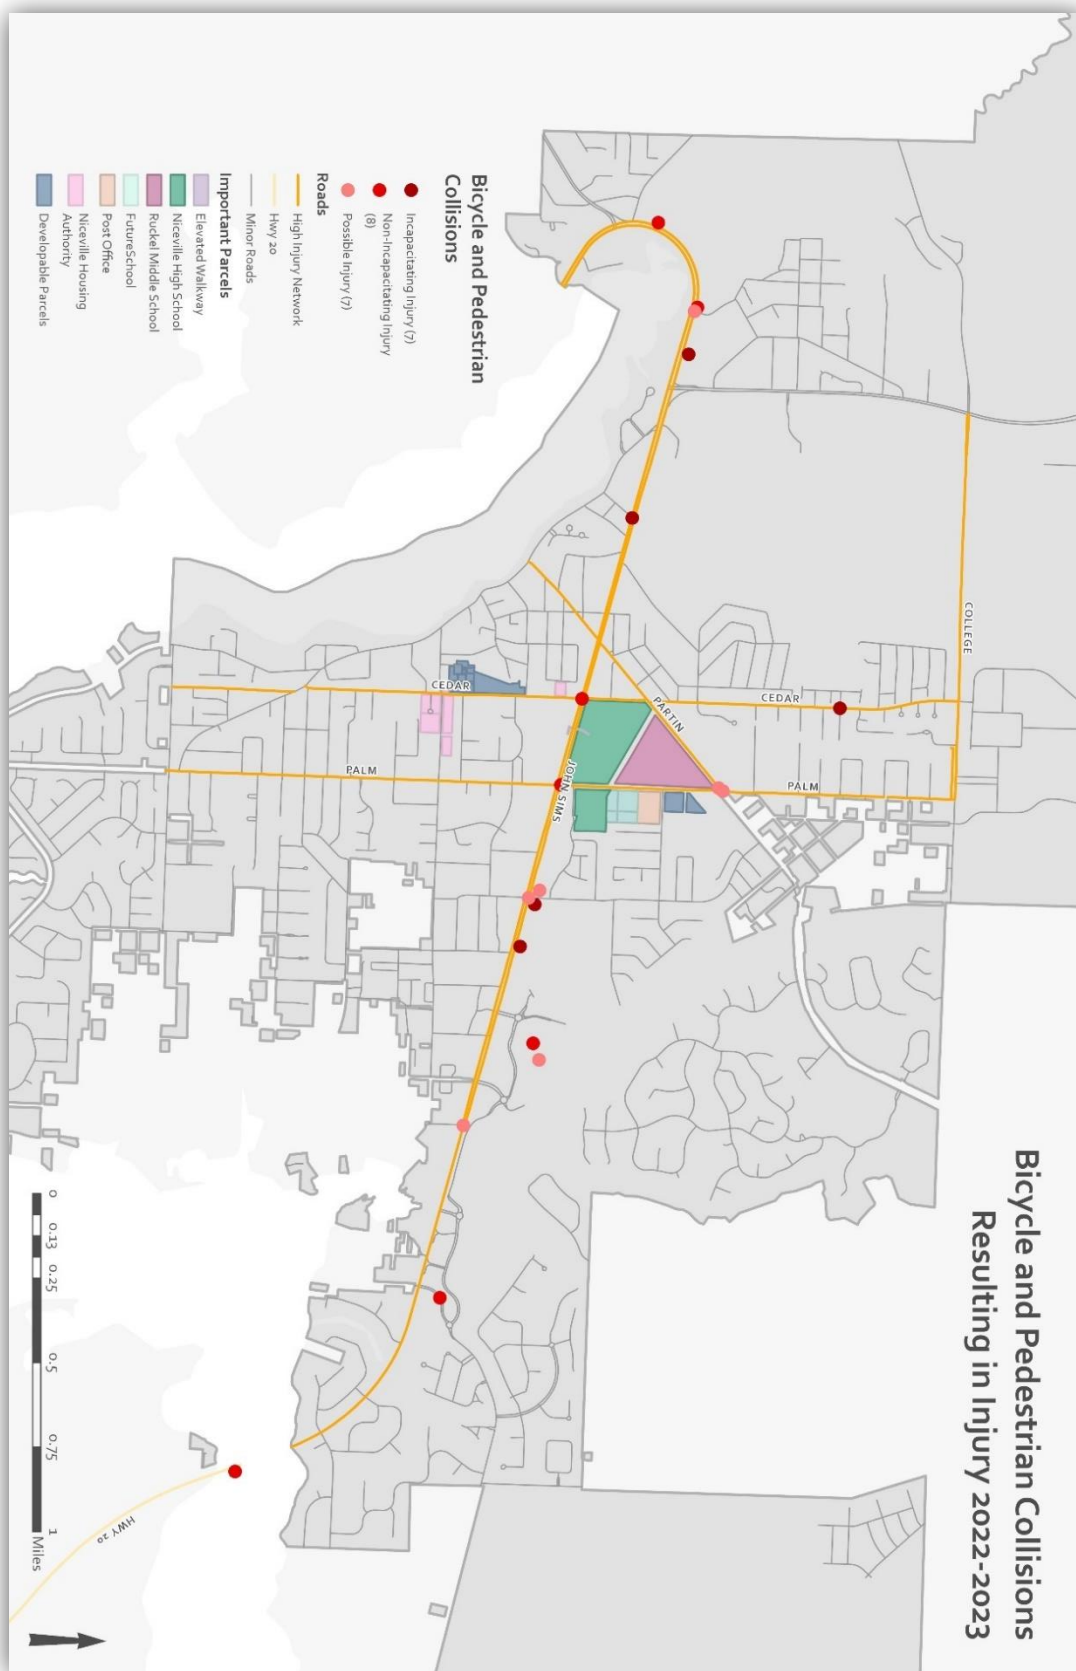 Bicycle and Pedestrian Collisions
Resulting in Injury 2022-2023
COLLEGE
CEDAR
PARTIN
PALM
CEDAR
PALM
JOHN SIMS
HWY 20
Bicycle and Pedestrian
Collisions
Incapacitating Injury (7)
Non-Incapacitating Injury
(8)
Possible Injury (7)
Roads
High Injury Network
Hwy 20
Minor Roads
Important Parcels
Elevated Walkway
Niceville High School
Ruckel Middle School
FutureSchool
Post Office
Niceville Housing
Authority
Developable Parcels
0 0.13 0.25 0.5 0.75 1
Miles